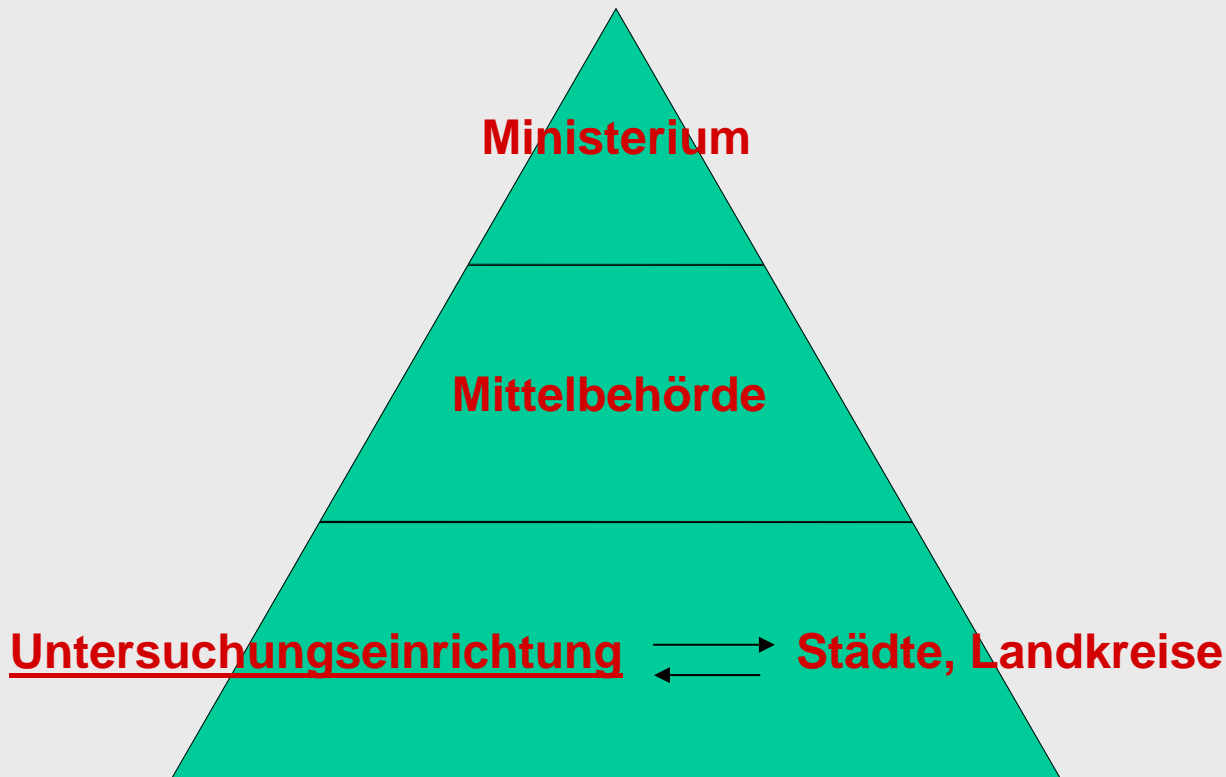 Ministerium
Mittelbehörde
Untersuchungseinrichtung Städte, Landkreise